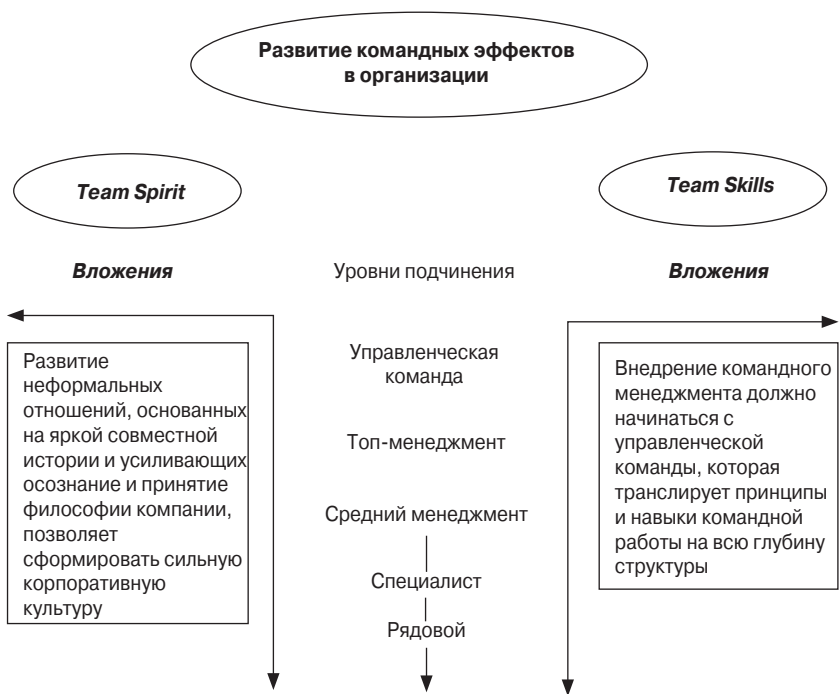 Развитие командных эффектов
в организации
Team Spirit
Team Skills
Вложения
Уровни подчинения
Вложения
Развитие
неформальных
отношений, основанных
на яркой совместной
истории и усиливающих
осознание и принятие
философии компании,
позволяет
сформировать сильную
корпоративную
культуру
Управленческая
команда
Топ-менеджмент
Средний менеджмент
Специалист
Рядовой
Внедрение командного
менеджмента должно
начинаться с
управленческой
команды, которая
транслирует принципы
и навыки командной
работы на всю глубину
структуры